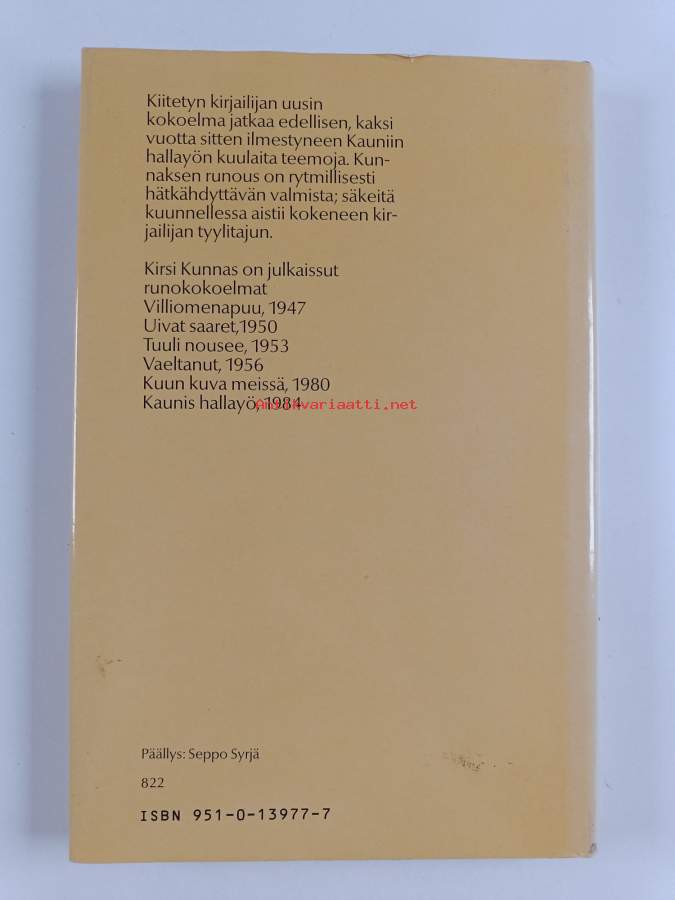 Kiitetyn kirjailijan uusin
kokoelma jatkaa edellisen, kaksi
vuotta sitten ilmestyneen Kauniin
hallayön kuulaita teemoja. Kun-
naksen runous on rytmillisesti
hätkähdyttävän valmista; säkeitä
kuunnellessa aistii kokeneen kir-
jailijan tyylitajun.
Kirsi Kunnas on julkaissut
runokokoelmat
Villiomenapuu, 1947
Uivat saaret,1950
Tuuli nousee, 1953
Vaeltanut, 1956
Kuun kuva meissä, 1980
Kaunis hallayö, 1984
Antikvariaatti.net
Päällys: Seppo Syrjä
822
ISBN 951-0-13977-7